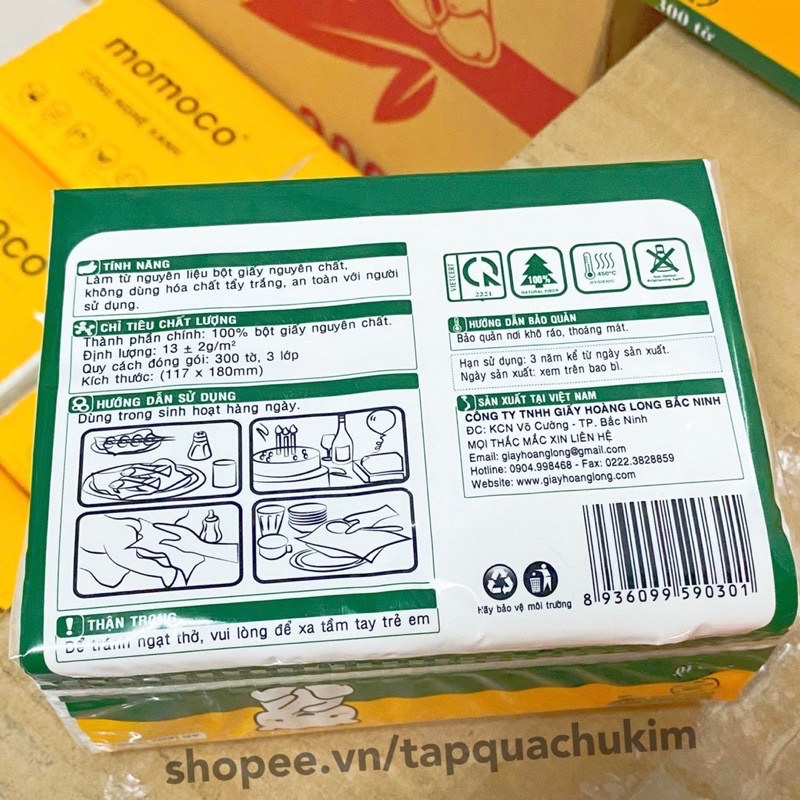 momoco
CÔNG NGHỆ XANH
moco
300 tờ
TÍNH NĂNG
Làm từ nguyên liệu bột giấy nguyên chất,
không dùng hóa chất tẩy trắng, an toàn với người
sử dụng.
CHỈ TIÊU CHẤT LƯỢNG
Thành phần chính: 100% bột giấy nguyên chất.
Định lượng: 13 ± 2g/m²
Quy cách đóng gói: 300 tờ, 3 lớp
Kích thước: (117 x 180mm)
HƯỚNG DẪN SỬ DỤNG
Dùng trong sinh hoạt hàng ngày.
THẬN TRỌNG
Để tránh ngạt thở, vui lòng để xa tầm tay trẻ em
VIETCERT
2221
100%
NATURAL FIBER
450°C
HYGIENIC
HƯỚNG DẪN BẢO QUẢN
Bảo quản nơi khô ráo, thoáng mát.
Hạn sử dụng: 3 năm kể từ ngày sản xuất.
Ngày sản xuất: xem trên bao bì.
SẢN XUẤT TẠI VIỆT NAM
CÔNG TY TNHH GIẤY HOÀNG LONG BẮC NINH
ĐC: KCN Võ Cường - TP. Bắc Ninh
MỌI THẮC MẮC XIN LIÊN HỆ
Email: giayhoanglong@gmail.com
Hotline: 0904.998468 - Fax: 0222.3828859
Website: www.giayhoanglong.com
Hãy bảo vệ môi trường
8 936099 590301
shopee.vn/tapquachukim